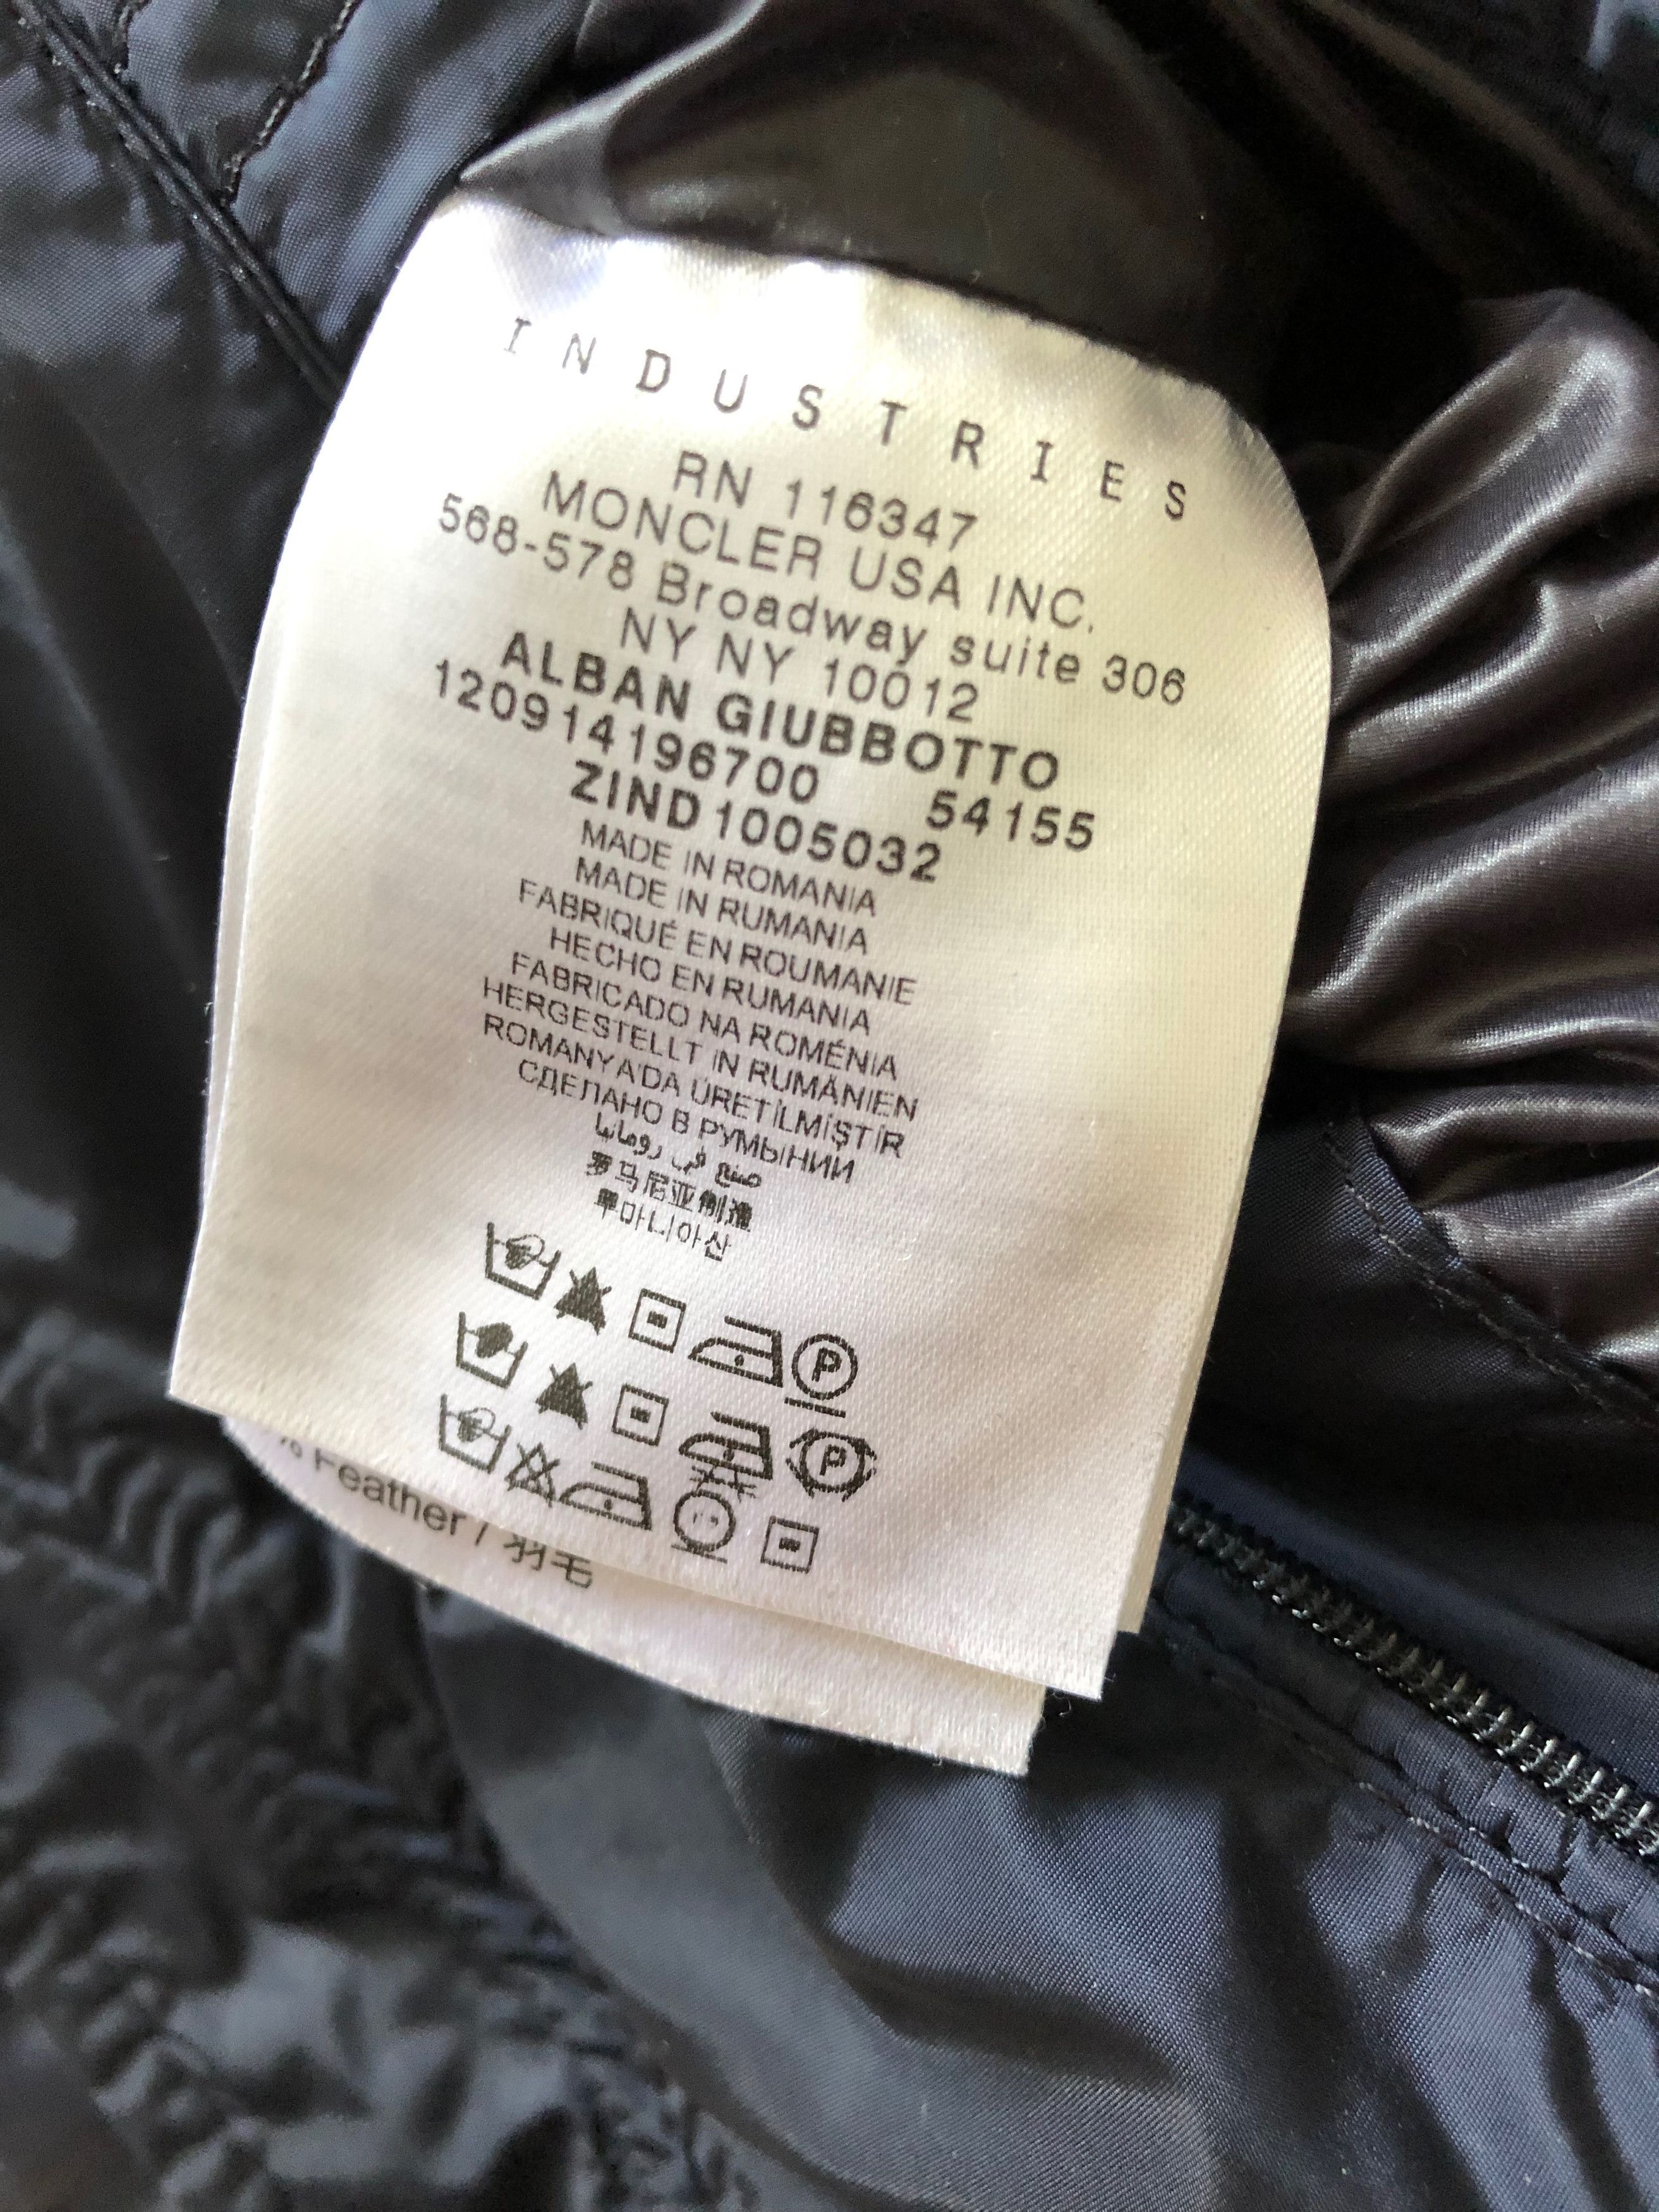 INDUSTRIES
RN 116347
MONCLER USA INC.
568-578 Broadway suite 306
NY NY 10012
ALBAN GIUBBOTTO
120914196700 54155
ZIND1005032
MADE IN ROMANIA
MADE IN RUMANIA
FABRIQUÉ EN ROUMANIE
HECHO EN RUMANIA
FABRICADO NA ROMÉNIA
HERGESTELLT IN RUMÄNIEN
ROMANYA'DA ÜRETİLMİŞTİR
СДЕЛАНО В РУМЫНИИ
صنع في رومانيا
罗马尼亚制造
루마니아산
P
P
% Feather / 羽毛